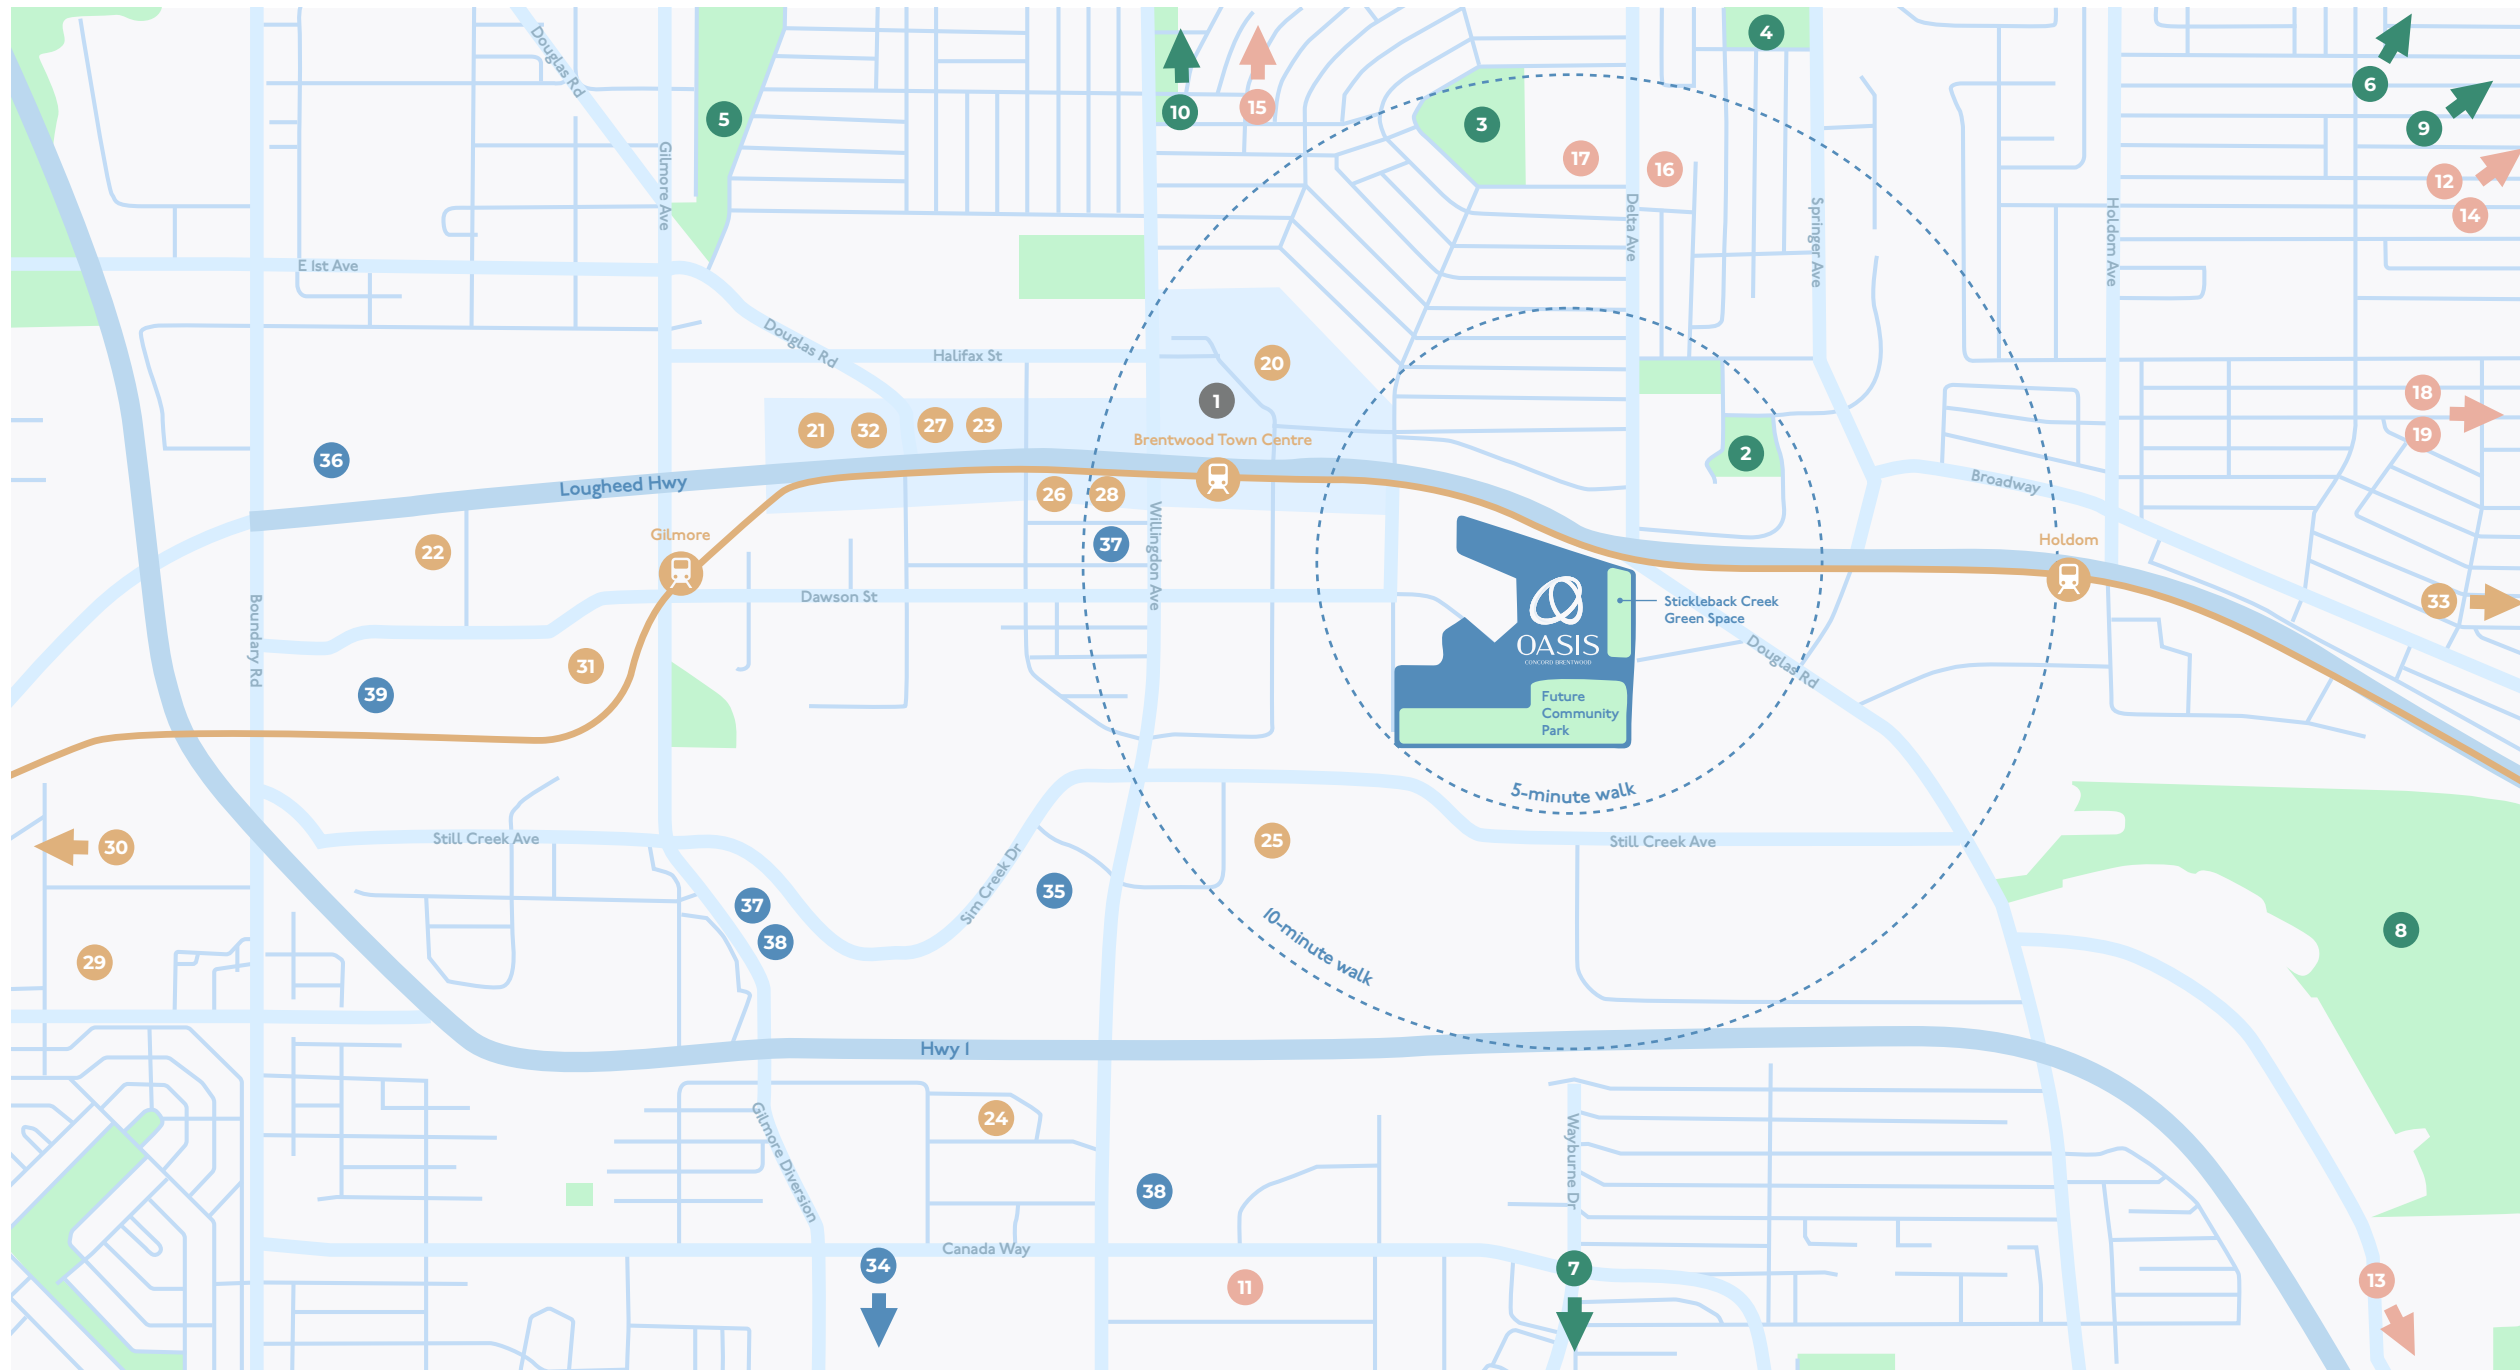 4
6
10
15
5
3
9
17
16
12
14
Douglas Rd
Gilmore Ave
Delta Ave
Springer Ave
Holdom Ave
E 1st Ave
Douglas Rd
Halifax St
20
1
18
19
21
32
27
23
Brentwood Town Centre
2
36
Lougheed Hwy
26
28
Broadway
22
Gilmore
37
Willingdon Ave
Holdom
Boundary Rd
Dawson St
OASIS
CONCORD BRENTWOOD
Stickleback Creek
Green Space
33
31
39
Douglas Rd
Future
Community
Park
5-minute walk
30
Still Creek Ave
25
Still Creek Ave
Sim Creek Dr
35
37
38
10-minute walk
8
29
Hwy 1
24
Gilmore Diversion
Wayburne Dr
38
Canada Way
34
11
7
13